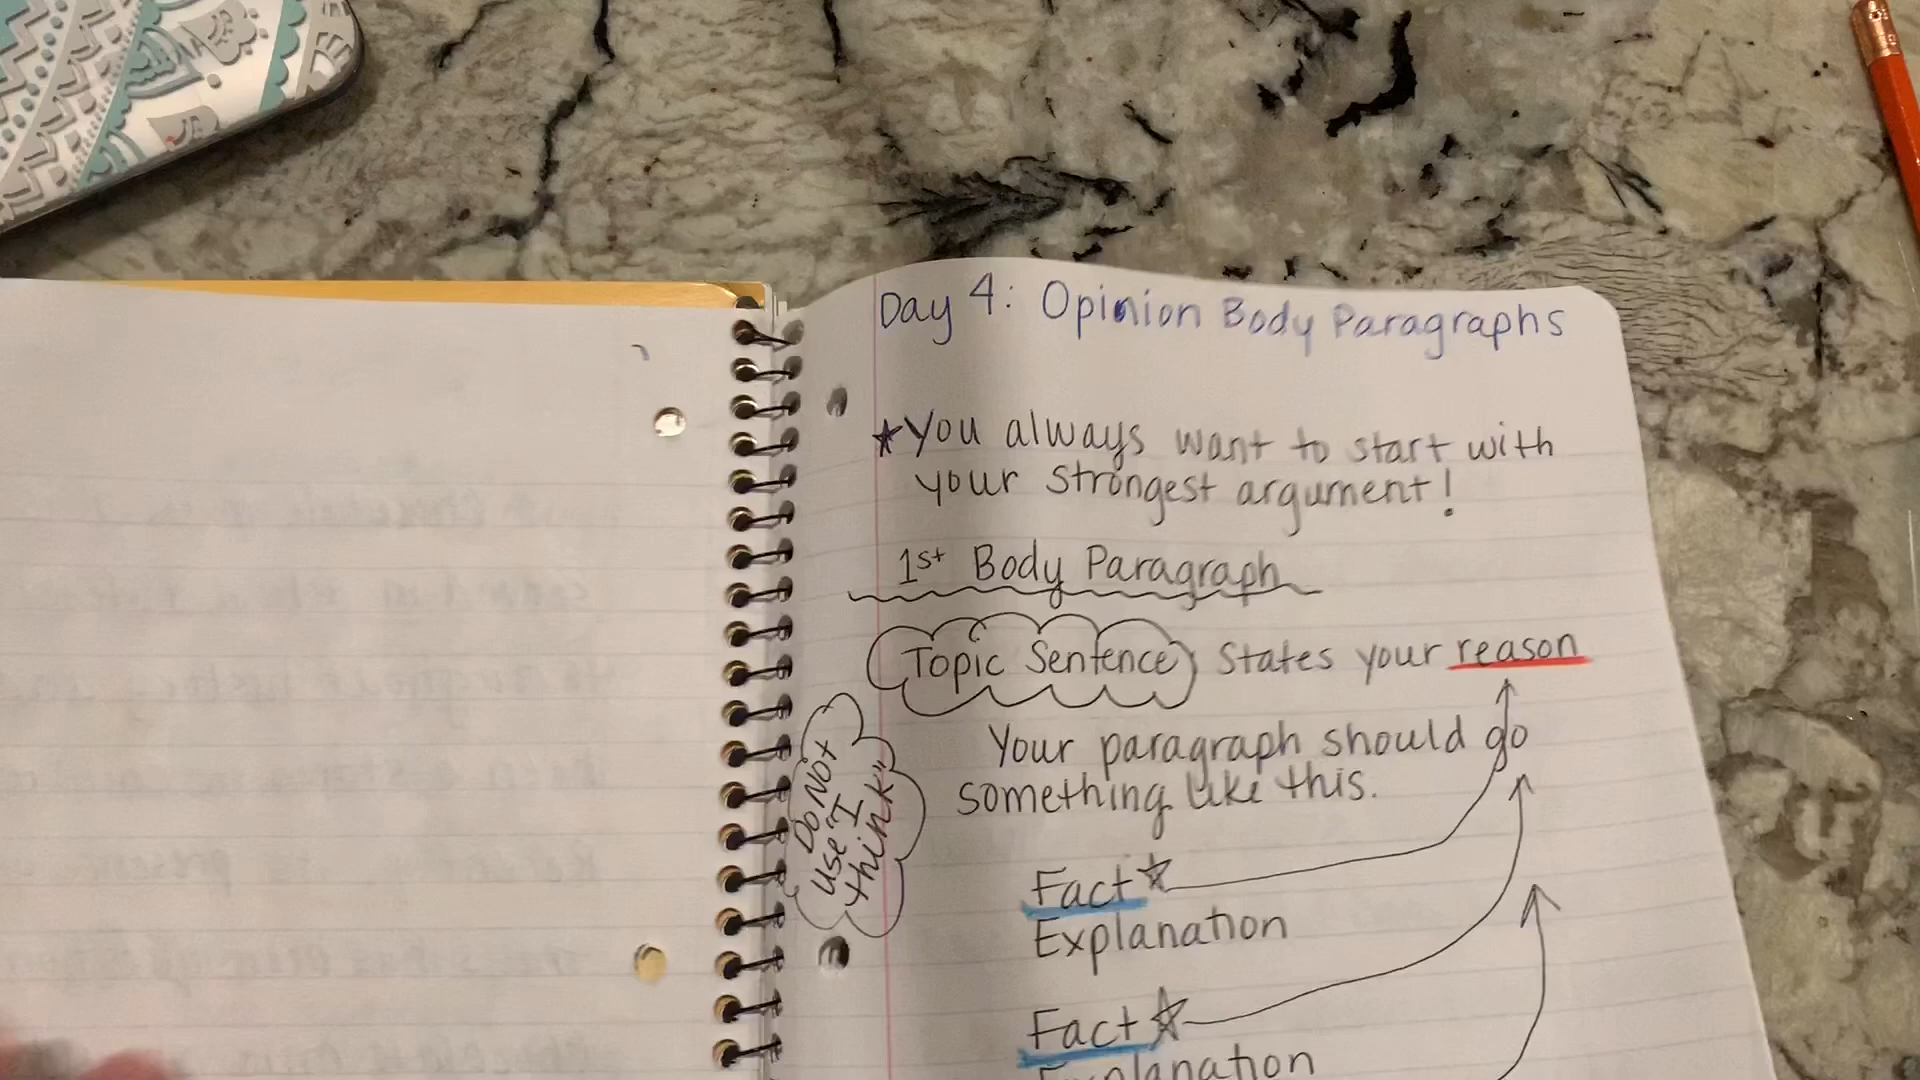 Day 4: Opinion Body Paragraphs
★You always want to start with
your strongest argument!
1st Body Paragraph
Topic Sentence States your reason
Your paragraph should go
something like this.
Do Not
use "I
think"
Fact☆
Explanation
Fact☆
Explanation